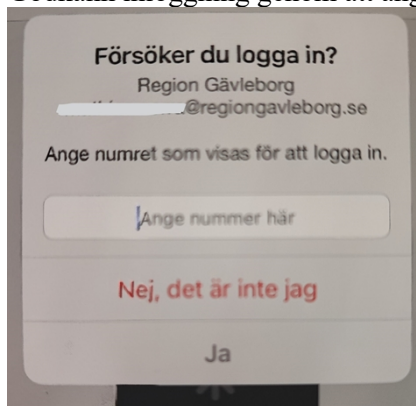 Försöker du logga in?
Region Gävleborg
@regiongavleborg.se
Ange numret som visas för att logga in.
Ange nummer här
Nej, det är inte jag
Ja